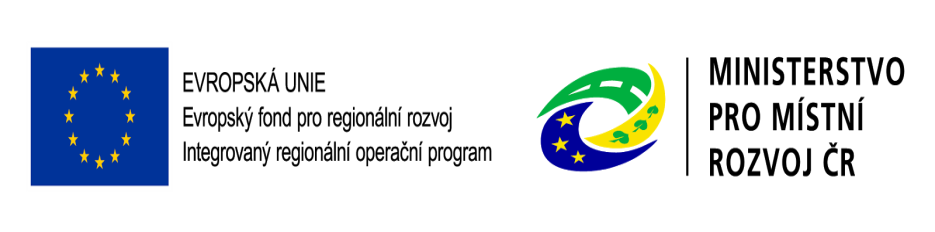 EVROPSKÁ UNIE
Evropský fond pro regionální rozvoj
Integrovaný regionální operační program
MINISTERSTVO
PRO MÍSTNÍ
ROZVOJ ČR